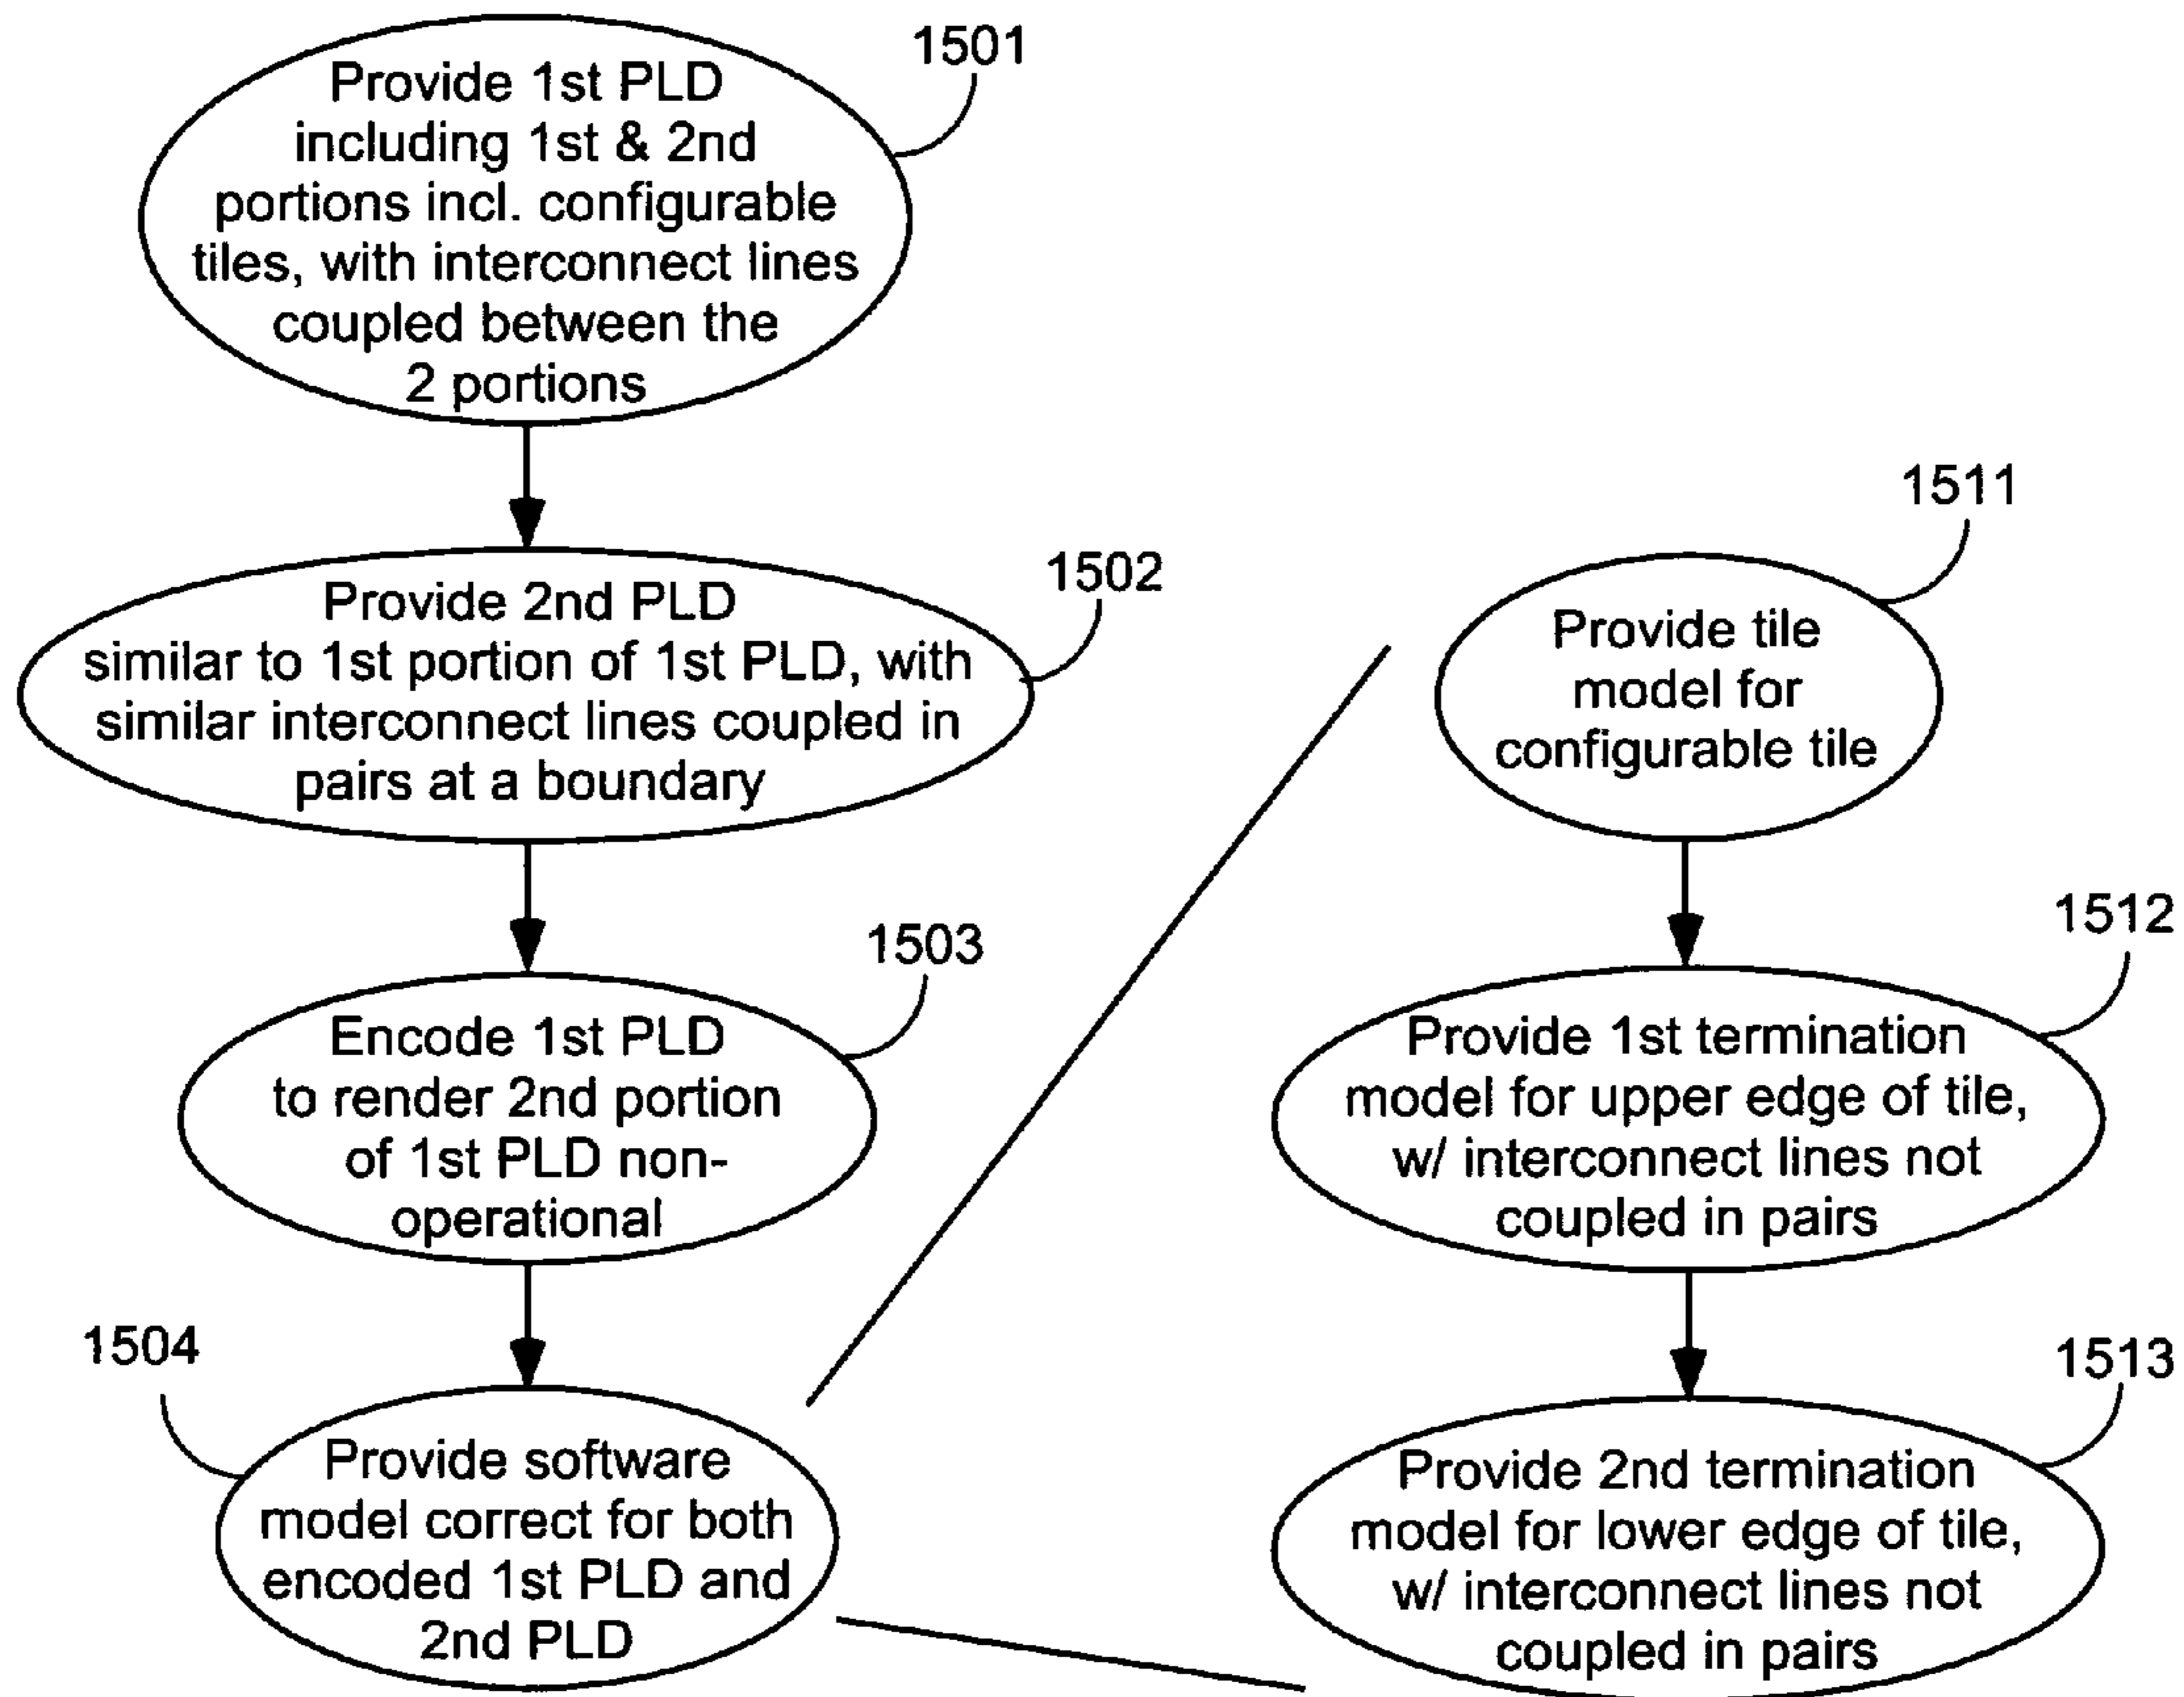 1501
Provide 1st PLD
including 1st & 2nd
portions incl. configurable
tiles, with interconnect lines
coupled between the
2 portions
1502
Provide 2nd PLD
similar to 1st portion of 1st PLD, with
similar interconnect lines coupled in
pairs at a boundary
1503
Encode 1st PLD
to render 2nd portion
of 1st PLD non-
operational
1504
Provide software
model correct for both
encoded 1st PLD and
2nd PLD
1511
Provide tile
model for
configurable tile
1512
Provide 1st termination
model for upper edge of tile,
w/ interconnect lines not
coupled in pairs
1513
Provide 2nd termination
model for lower edge of tile,
w/ interconnect lines not
coupled in pairs